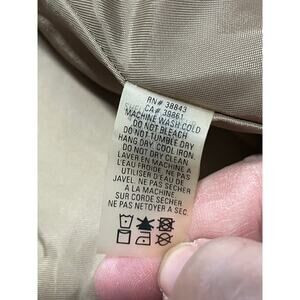 RN# 38843
CA# 38861
MACHINE WASH COLD
DO NOT BLEACH
DO NOT TUMBLE DRY
HANG DRY. COOL IRON.
DO NOT DRY CLEAN.
LAVER EN MACHINE A
L'EAU FROIDE. NE PAS
UTILISER D'EAU DE
JAVEL. NE PAS SÉCHER
A LA MACHINE.
SUR CORDE SÉCHER
NE PAS NETOYER A SEC.